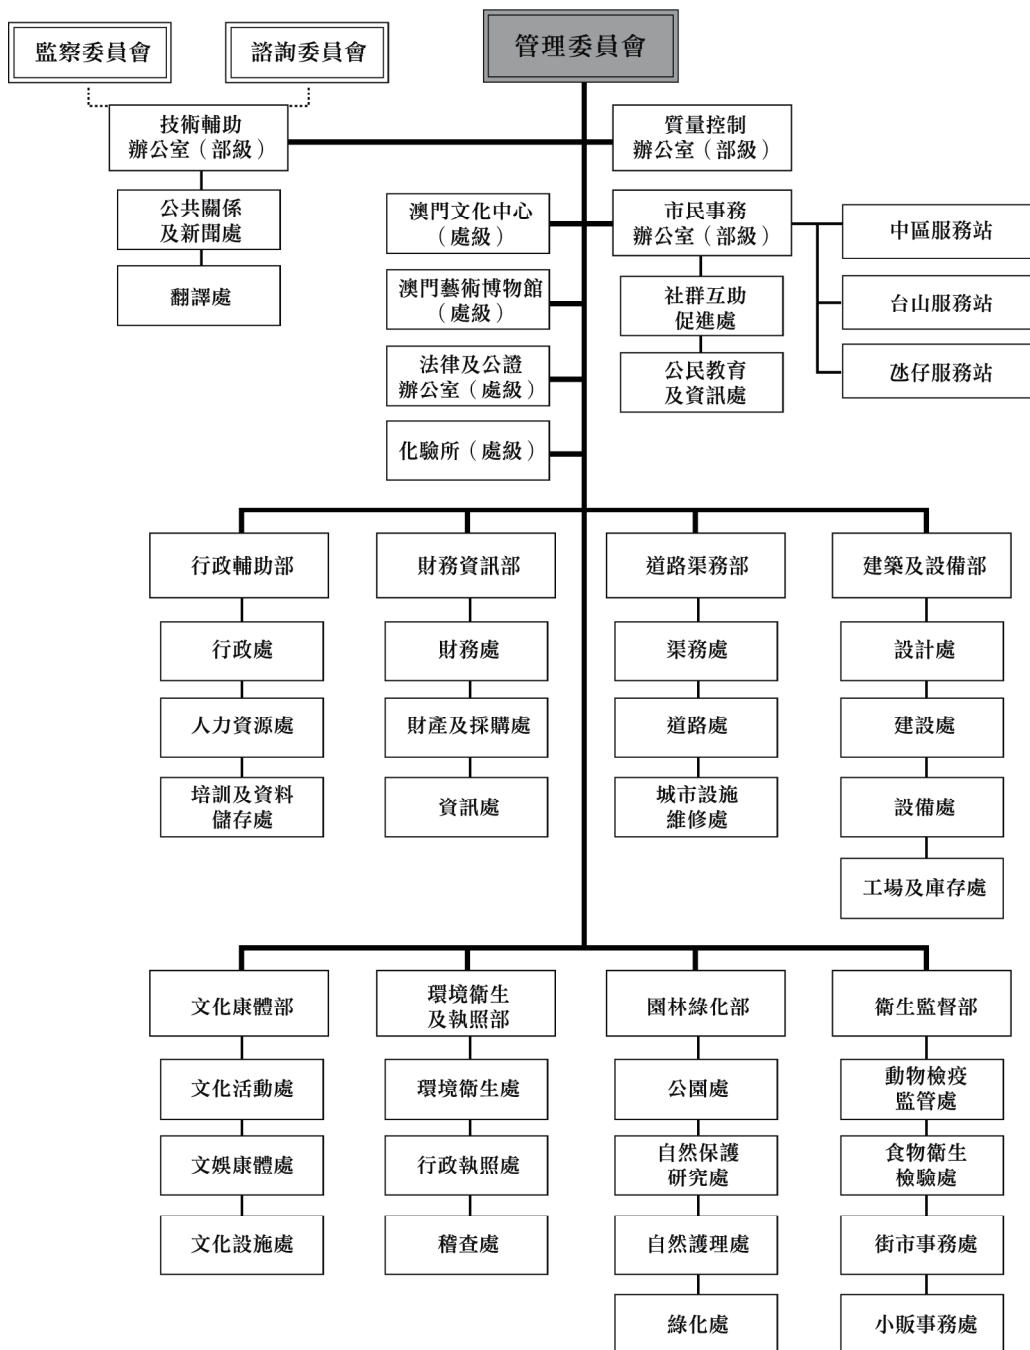 監察委員會
諮詢委員會
管理委員會
技術輔助
辦公室（部級）
質量控制
辦公室（部級）
公共關係
及新聞處
翻譯處
澳門文化中心
（處級）
市民事務
辦公室（部級）
中區服務站
台山服務站
氹仔服務站
澳門藝術博物館
（處級）
社群互助
促進處
法律及公證
辦公室（處級）
公民教育
及資訊處
化驗所（處級）
行政輔助部
財務資訊部
道路渠務部
建築及設備部
行政處
財務處
渠務處
設計處
人力資源處
財產及採購處
道路處
建設處
培訓及資料
儲存處
資訊處
城市設施
維修處
設備處
工場及庫存處
文化康體部
環境衛生
及執照部
園林綠化部
衛生監督部
文化活動處
環境衛生處
公園處
動物檢疫
監管處
文娛康體處
行政執照處
自然保護
研究處
食物衛生
檢驗處
文化設施處
稽查處
自然護理處
街市事務處
綠化處
小販事務處